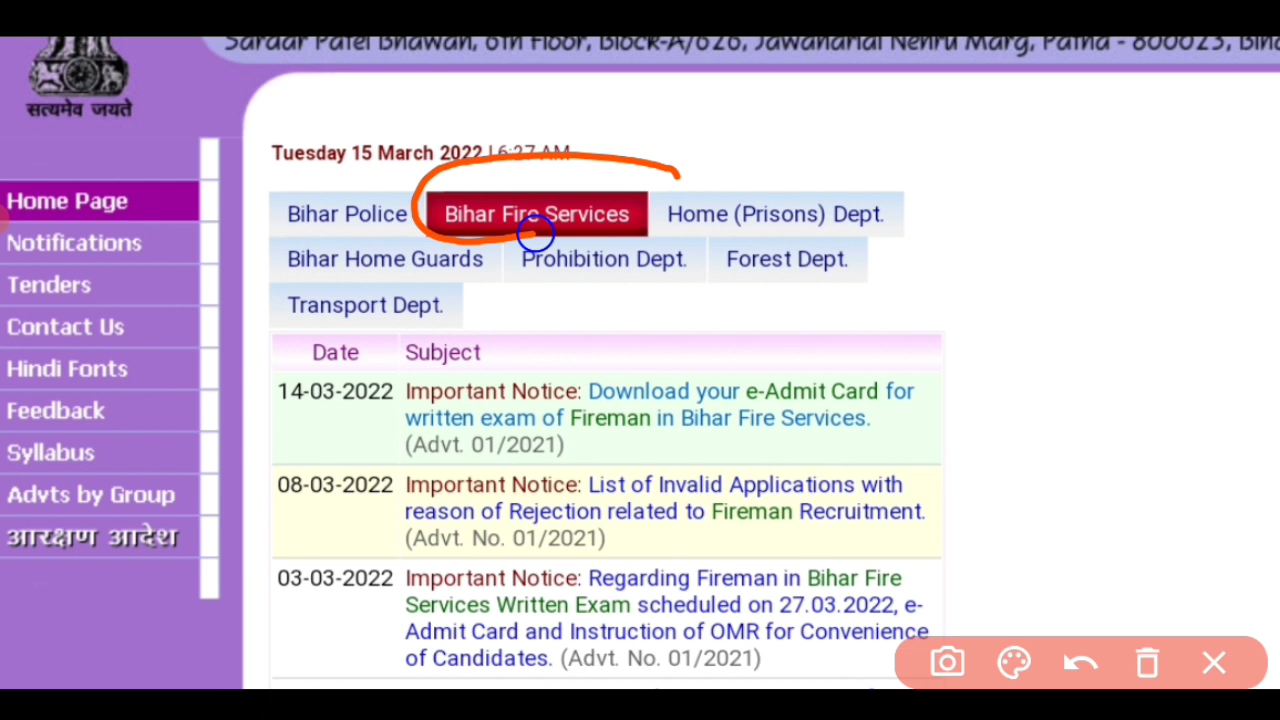 Sardar Patel Bhawan, 6th Floor, Block-A/626, Jawaharlal Nehru Marg, Patna - 800023,
सत्यमेव जयते
Tuesday 15 March 2022 | 6:27 AM
Home Page
Notifications
Tenders
Contact Us
Hindi Fonts
Feedback
Syllabus
Advts by Group
आरक्षण आदेश
Bihar Police
Bihar Fire Services
Home (Prisons) Dept.
Bihar Home Guards
Prohibition Dept.
Forest Dept.
Transport Dept.
Date
Subject
14-03-2022
Important Notice: Download your e-Admit Card for
written exam of Fireman in Bihar Fire Services.
(Advt. 01/2021)
08-03-2022
Important Notice: List of Invalid Applications with
reason of Rejection related to Fireman Recruitment.
(Advt. No. 01/2021)
03-03-2022
Important Notice: Regarding Fireman in Bihar Fire
Services Written Exam scheduled on 27.03.2022, e-
Admit Card and Instruction of OMR for Convenience
of Candidates. (Advt. No. 01/2021)